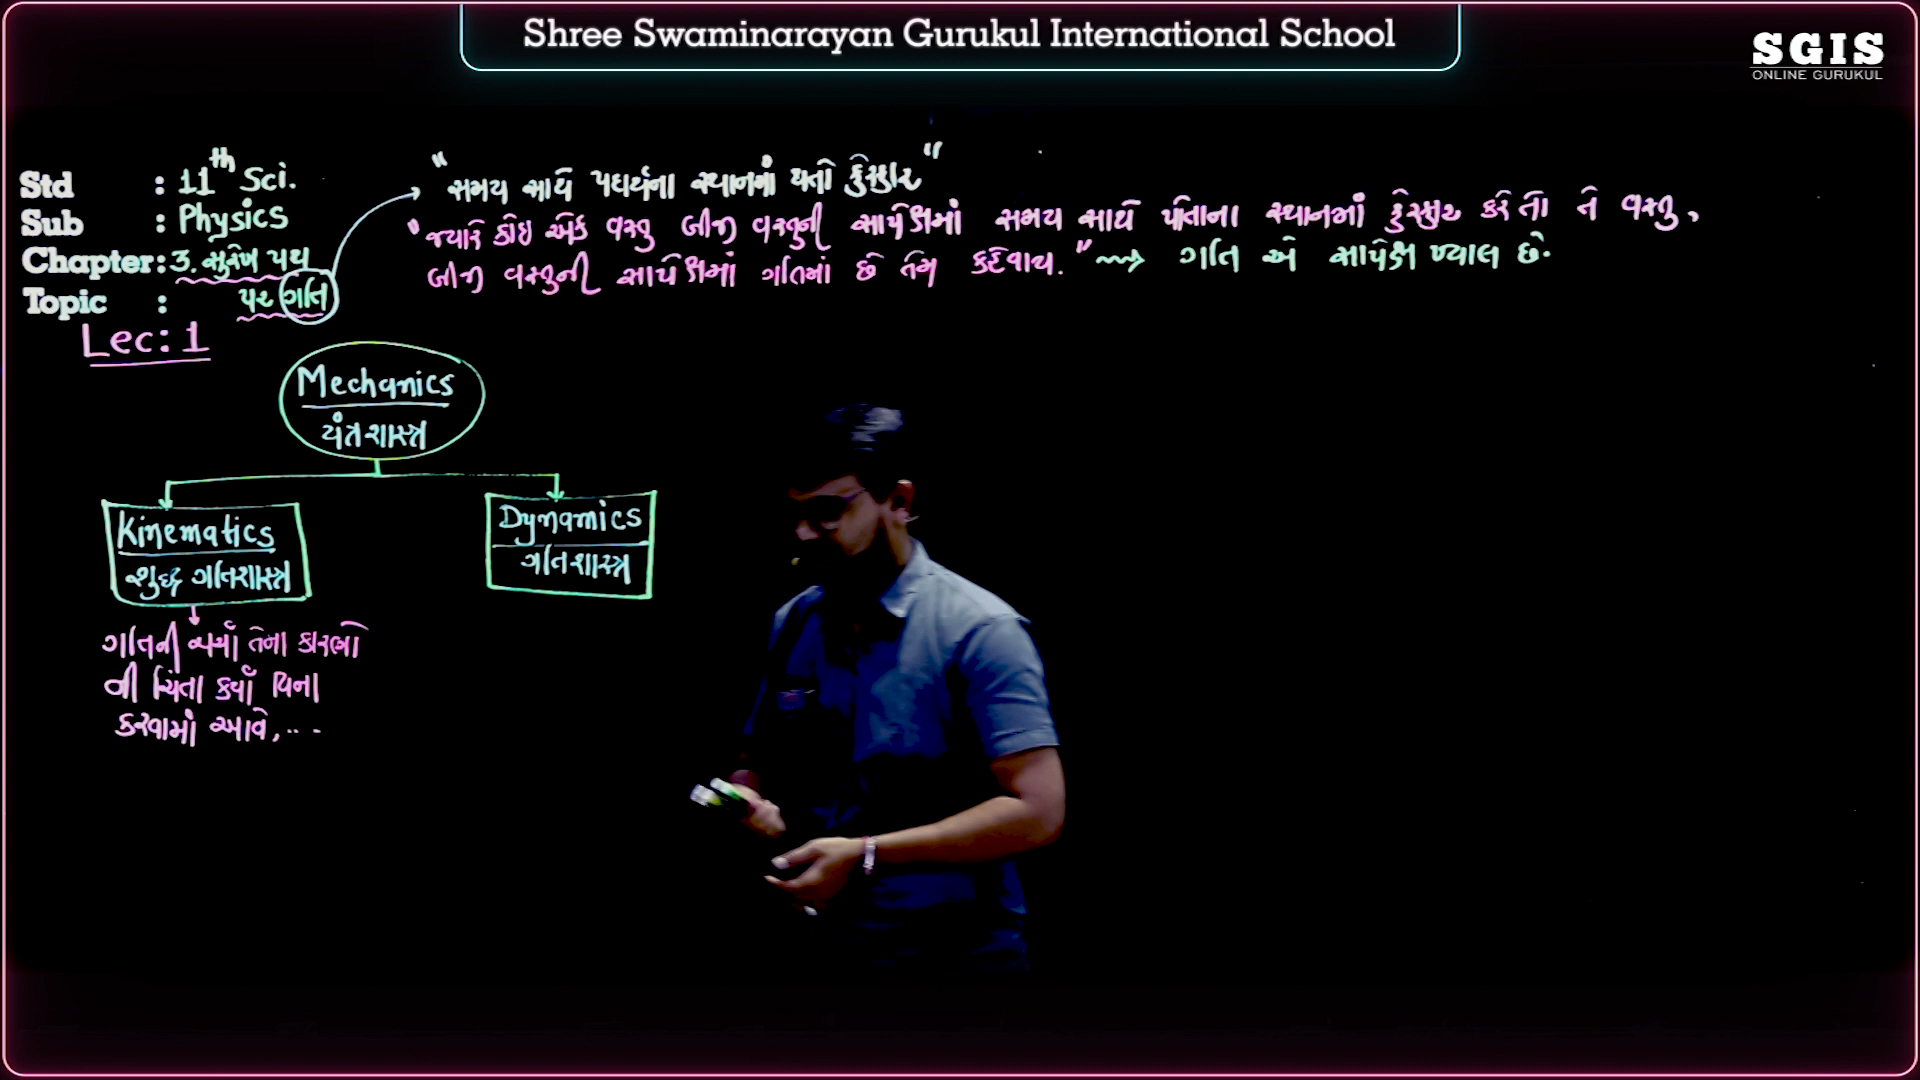 Shree Swaminarayan Gurukul International School
SGIS
ONLINE GURUKUL
Std : 11th Sci.
Sub : Physics
Chapter: 3. સુરેખ પથ
Topic : પર ગતિ
Lec: 1
"સમય સાથે પદાર્થના સ્થાનમાં થતો ફેરફાર"
"જ્યારે કોઇ એક વસ્તુ બીજી વસ્તુની સાપેક્ષમાં સમય સાથે પોતાના સ્થાનમાં ફેરફાર કરે તો તે વસ્તુ,
બીજી વસ્તુની સાપેક્ષમાં ગતિમાં છે તેમ કહેવાય." ગતિ એ સાપેક્ષ ખ્યાલ છે.
Mechanics
યંત્રશાસ્ત્ર
Kinematics
શુદ્ધ ગતિશાસ્ત્ર
Dynamics
ગતિશાસ્ત્ર
ગતિની ચર્ચા તેના કારણો
ની ચિંતા કર્યા વિના
કરવામાં આવે,...